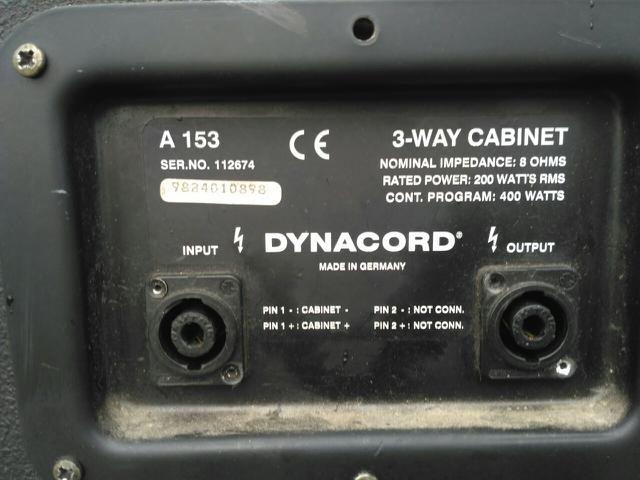 A 153
SER.NO. 112674
9824010898
CE
3-WAY CABINET
NOMINAL IMPEDANCE: 8 OHMS
RATED POWER: 200 WATTS RMS
CONT. PROGRAM: 400 WATTS
INPUT
DYNACORD®
OUTPUT
MADE IN GERMANY
PIN 1 - : CABINET - PIN 2 - : NOT CONN.
PIN 1 + : CABINET + PIN 2 + : NOT CONN.